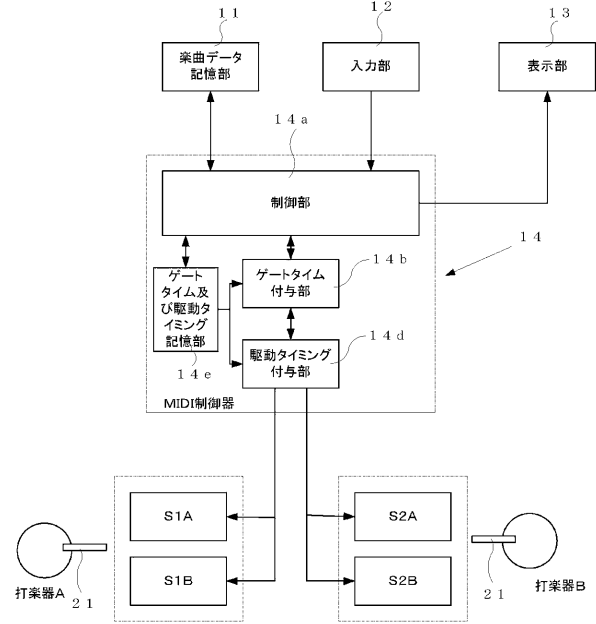 １１
１２
１３
楽曲データ
記憶部
入力部
表示部
１４ａ
制御部
１４
ゲート
タイム及
び駆動タ
イミング
記憶部
ゲートタイム
付与部
１４ｂ
１４ｅ
駆動タイミング
付与部
１４ｄ
MIDI制御器
S1A
S2A
S1B
S2B
打楽器A
２１
２１
打楽器B